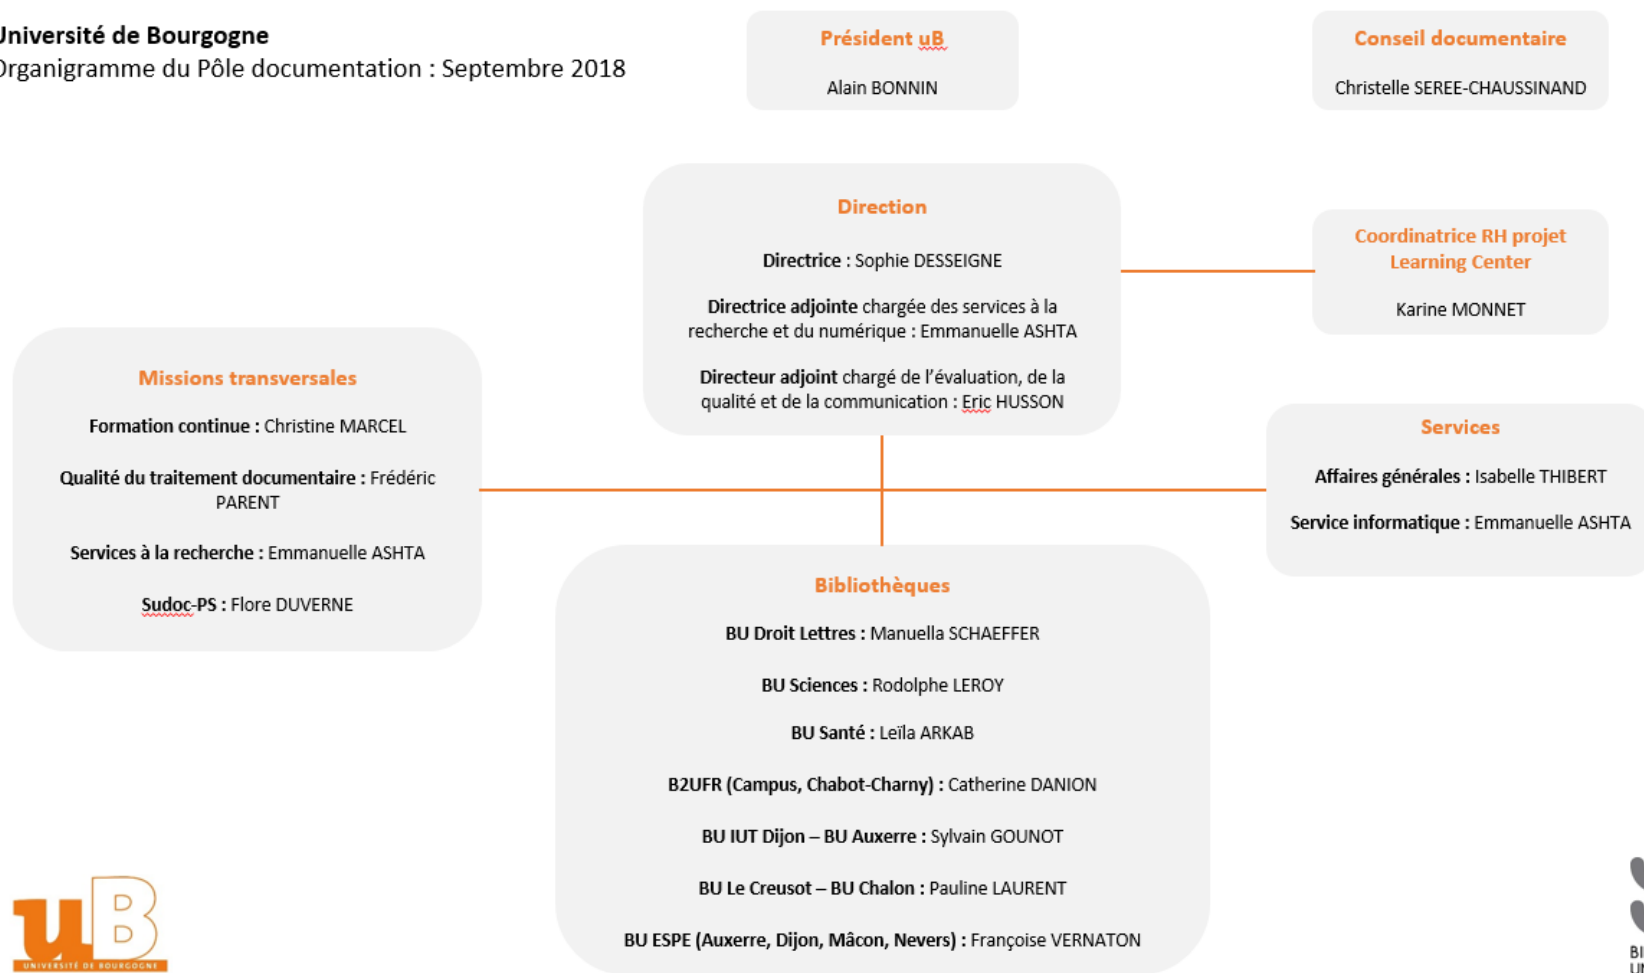 Université de Bourgogne
Organigramme du Pôle documentation : Septembre 2018
Président uB
Alain BONNIN
Conseil documentaire
Christelle SEREE-CHAUSSINAND
Direction
Directrice : Sophie DESSEIGNE
Directrice adjointe chargée des services à la
recherche et du numérique : Emmanuelle ASHTA
Directeur adjoint chargé de l’évaluation, de la
qualité et de la communication : Eric HUSSON
Coordinatrice RH projet
Learning Center
Karine MONNET
Missions transversales
Formation continue : Christine MARCEL
Qualité du traitement documentaire : Frédéric
PARENT
Services à la recherche : Emmanuelle ASHTA
Sudoc-PS : Flore DUVERNE
Services
Affaires générales : Isabelle THIBERT
Service informatique : Emmanuelle ASHTA
Bibliothèques
BU Droit Lettres : Manuella SCHAEFFER
BU Sciences : Rodolphe LEROY
BU Santé : Leïla ARKAB
B2UFR (Campus, Chabot-Charny) : Catherine DANION
BU IUT Dijon – BU Auxerre : Sylvain GOUNOT
BU Le Creusot – BU Chalon : Pauline LAURENT
BU ESPE (Auxerre, Dijon, Mâcon, Nevers) : Françoise VERNATON
uB
UNIVERSITÉ DE BOURGOGNE